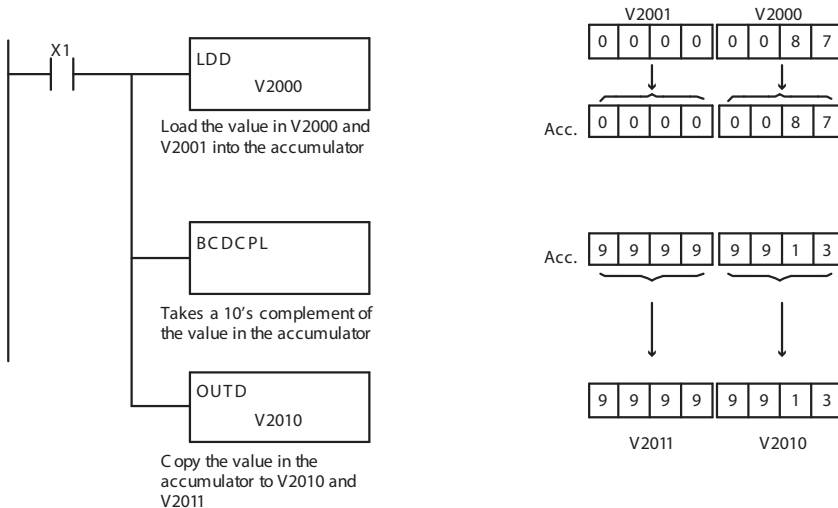 X1
LDD
V2000
Load the value in V2000 and
V2001 into the accumulator
BCDCPL
Takes a 10's complement of
the value in the accumulator
OUTD
V2010
Copy the value in the
accumulator to V2010 and
V2011
V2001 V2000
0 0 0 0 0 0 8 7
Acc. 0 0 0 0 0 0 8 7
Acc. 9 9 9 9 9 9 1 3
9 9 9 9 9 9 1 3
V2011 V2010